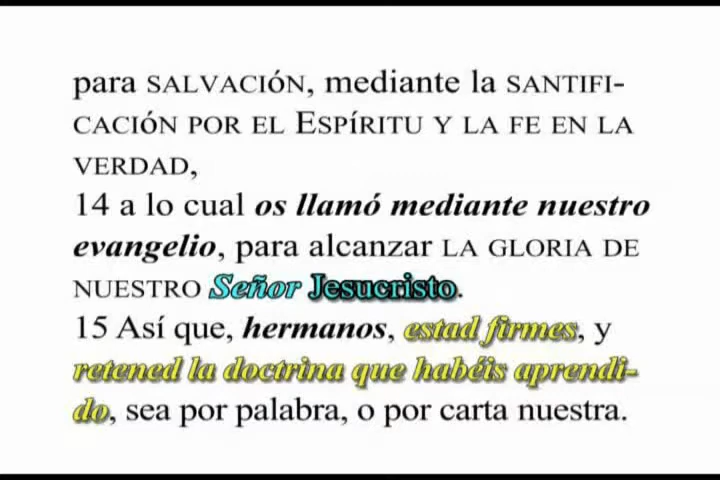 para SALVACIÓN, mediante la SANTIFI-
CACIÓN POR EL ESPÍRITU Y LA FE EN LA
VERDAD,
14 a lo cual os llamó mediante nuestro
evangelio, para alcanzar LA GLORIA DE
NUESTRO Señor Jesucristo.
15 Así que, hermanos, estad firmes, y
retened la doctrina que habéis aprendi-
do, sea por palabra, o por carta nuestra.